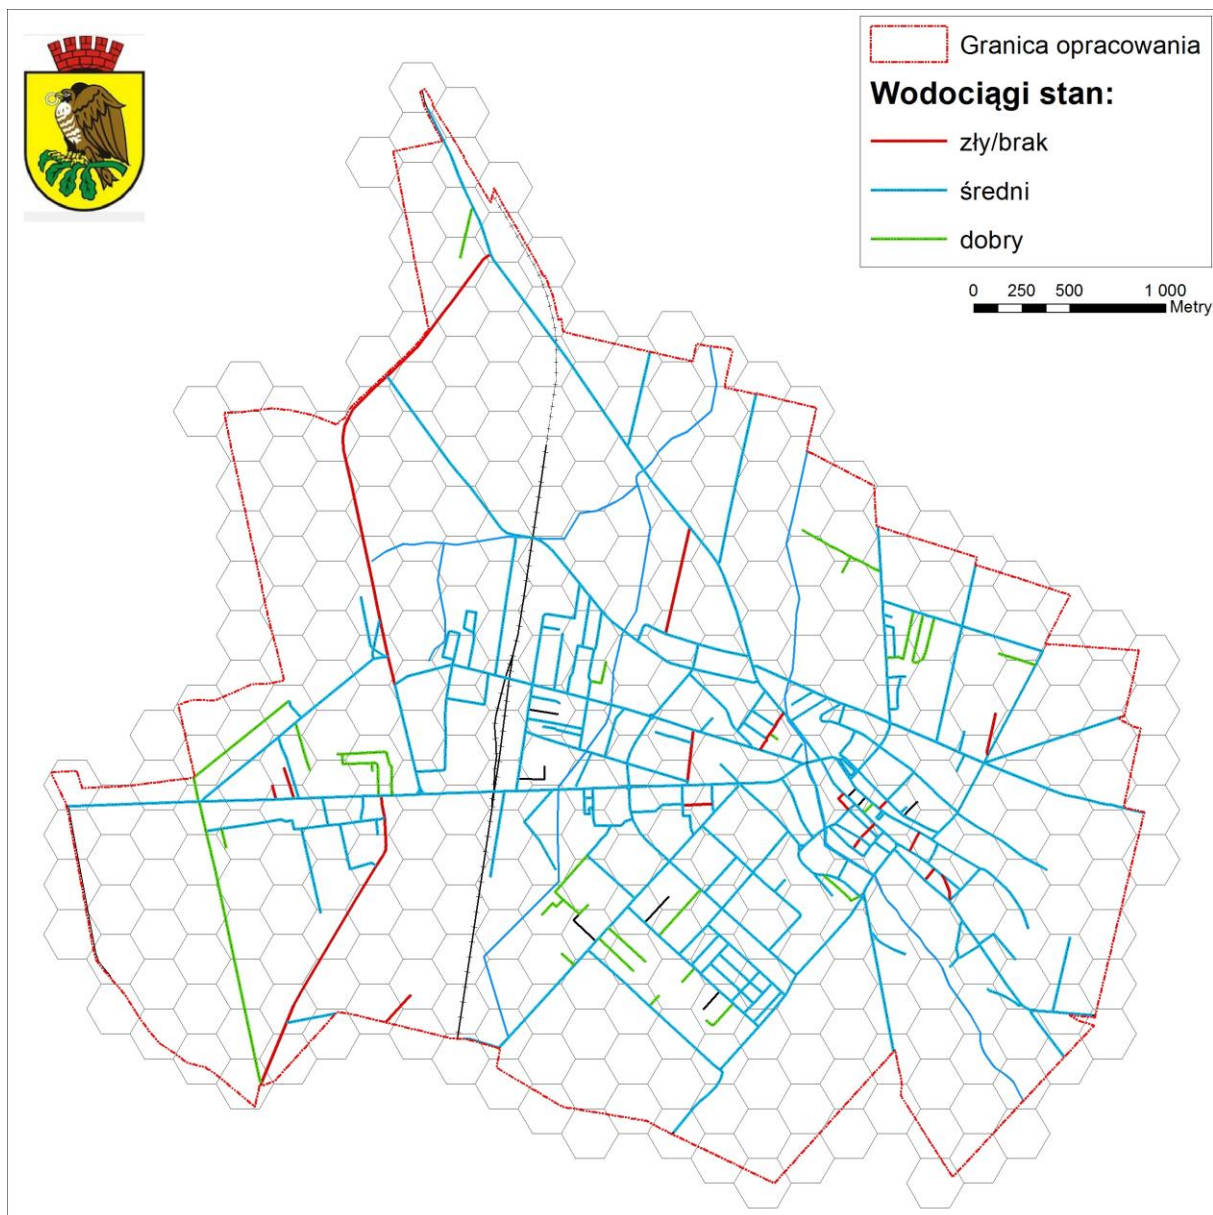 Granica opracowania
Wodociągi stan:
zły/brak
średni
dobry
0 250 500 1 000
Metry